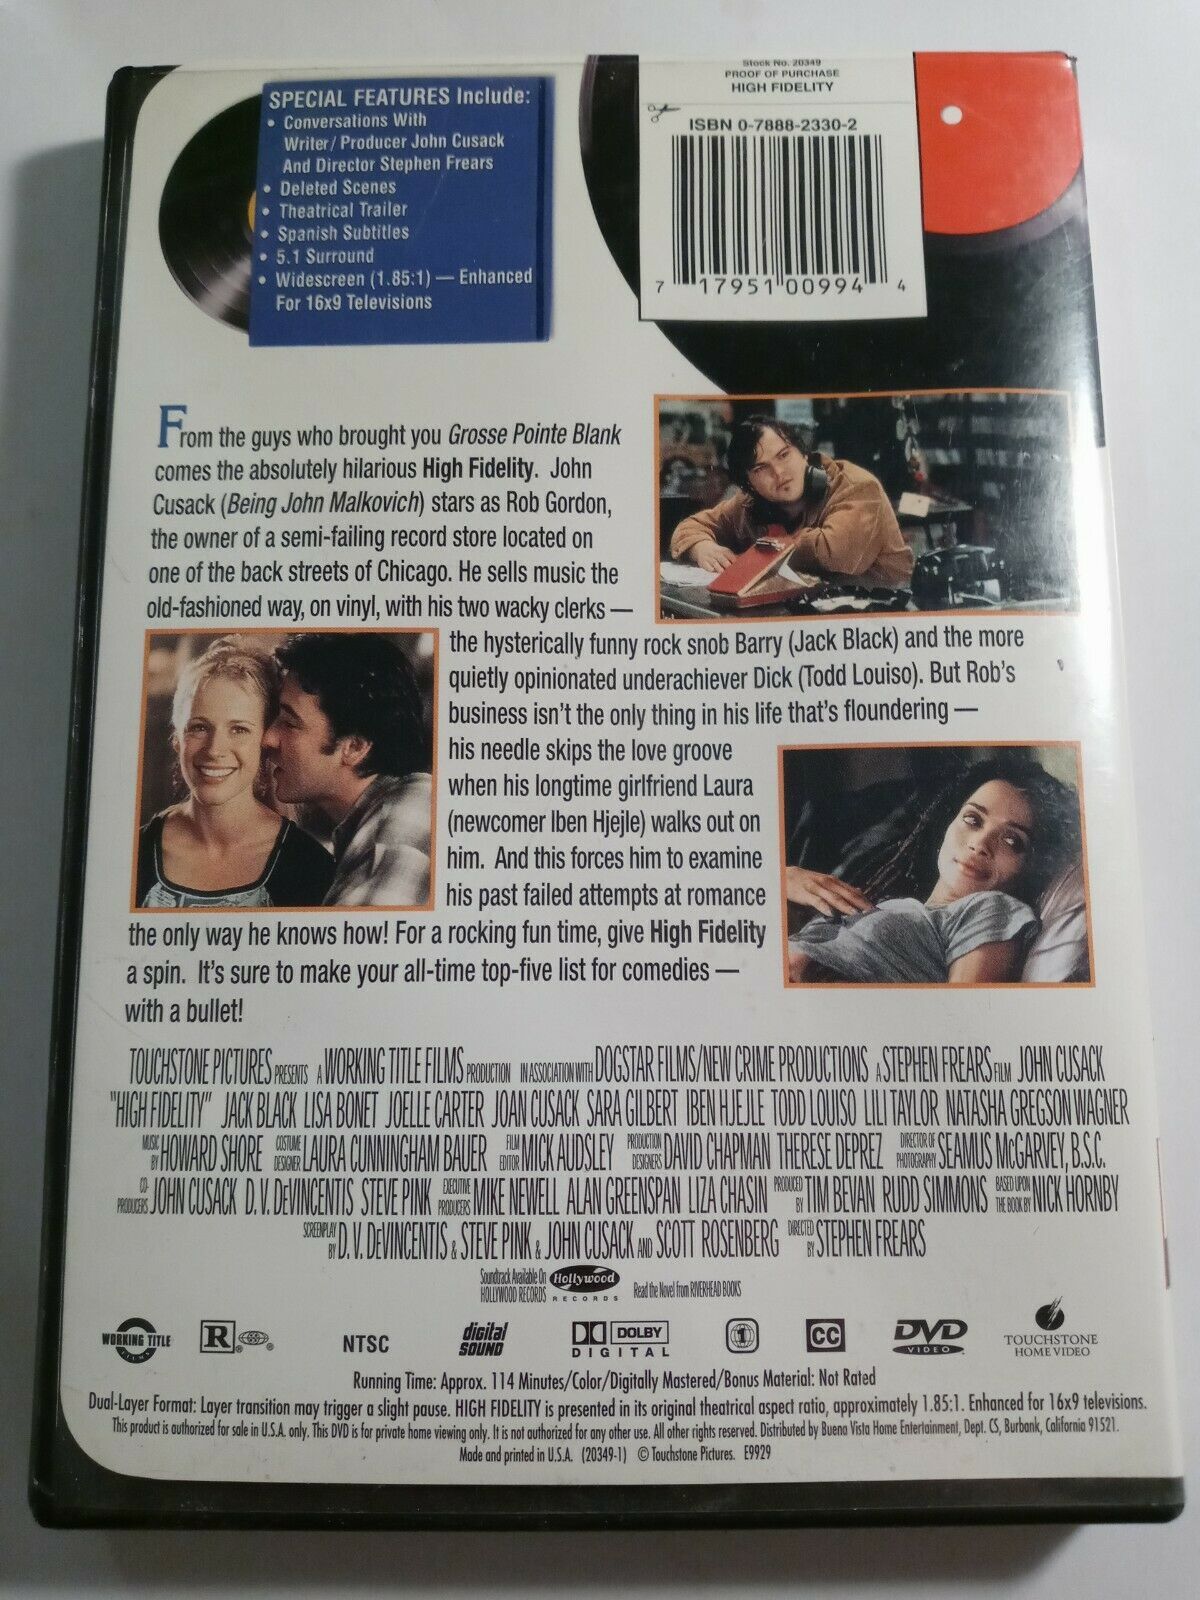 SPECIAL FEATURES Include:
• Conversations With
Writer/Producer John Cusack
And Director Stephen Frears
• Deleted Scenes
• Theatrical Trailer
• Spanish Subtitles
• 5.1 Surround
• Widescreen (1.85:1) — Enhanced
For 16x9 Televisions
Stock No. 20349
PROOF OF PURCHASE
HIGH FIDELITY
ISBN 0-7888-2330-2
7 17951 00994 4
From the guys who brought you Grosse Pointe Blank
comes the absolutely hilarious High Fidelity. John
Cusack (Being John Malkovich) stars as Rob Gordon,
the owner of a semi-failing record store located on
one of the back streets of Chicago. He sells music the
old-fashioned way, on vinyl, with his two wacky clerks —
the hysterically funny rock snob Barry (Jack Black) and the more
quietly opinionated underachiever Dick (Todd Louiso). But Rob's
business isn't the only thing in his life that's floundering —
his needle skips the love groove
when his longtime girlfriend Laura
(newcomer Iben Hjejle) walks out on
him. And this forces him to examine
his past failed attempts at romance
the only way he knows how! For a rocking fun time, give High Fidelity
a spin. It's sure to make your all-time top-five list for comedies —
with a bullet!
TOUCHSTONE PICTURES PRESENTS A WORKING TITLE FILMS PRODUCTION IN ASSOCIATION WITH DOGSTAR FILMS/NEW CRIME PRODUCTIONS A STEPHEN FREARS FILM JOHN CUSACK
"HIGH FIDELITY" JACK BLACK LISA BONET JOELLE CARTER JOAN CUSACK SARA GILBERT IBEN HJEJLE TODD LOUISO LILI TAYLOR NATASHA GREGSON WAGNER
MUSIC BY HOWARD SHORE COSTUME DESIGNER LAURA CUNNINGHAM BAUER FILM EDITOR MICK AUDSLEY PRODUCTION DESIGNERS DAVID CHAPMAN THERESE DEPREZ DIRECTOR OF PHOTOGRAPHY SEAMUS McGARVEY, B.S.C.
CO-PRODUCERS JOHN CUSACK D.V. DeVINCENTIS STEVE PINK EXECUTIVE PRODUCERS MIKE NEWELL ALAN GREENSPAN LIZA CHASIN PRODUCED BY TIM BEVAN RUDD SIMMONS BASED UPON THE BOOK BY NICK HORNBY
SCREENPLAY BY D.V. DeVINCENTIS & STEVE PINK & JOHN CUSACK AND SCOTT ROSENBERG DIRECTED BY STEPHEN FREARS
Soundtrack Available On HOLLYWOOD RECORDS Hollywood RECORDS Read the Novel from RIVERHEAD BOOKS
WORKING TITLE FILMS R NTSC digital SOUND DOLBY DIGITAL 1 CC DVD VIDEO TOUCHSTONE HOME VIDEO
Running Time: Approx. 114 Minutes/Color/Digitally Mastered/Bonus Material: Not Rated
Dual-Layer Format: Layer transition may trigger a slight pause. HIGH FIDELITY is presented in its original theatrical aspect ratio, approximately 1.85:1. Enhanced for 16x9 televisions.
This product is authorized for sale in U.S.A. only. This DVD is for private home viewing only. It is not authorized for any other use. All other rights reserved. Distributed by Buena Vista Home Entertainment, Dept. CS, Burbank, California 91521.
Made and printed in U.S.A. (20349-1) © Touchstone Pictures. E9929